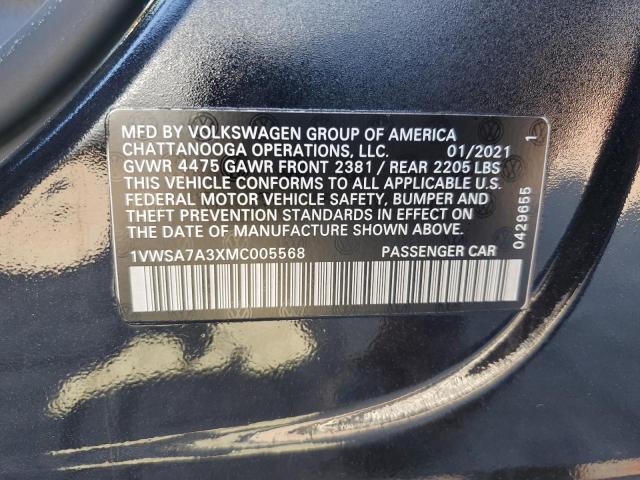 MFD BY VOLKSWAGEN GROUP OF AMERICA
CHATTANOOGA OPERATIONS, LLC. 01/2021
GVWR 4475 GAWR FRONT 2381 / REAR 2205 LBS
THIS VEHICLE CONFORMS TO ALL APPLICABLE U.S.
FEDERAL MOTOR VEHICLE SAFETY, BUMPER AND
THEFT PREVENTION STANDARDS IN EFFECT ON THE
DATE OF MANUFACTURE SHOWN ABOVE.
1VWSA7A3XMC005568 PASSENGER CAR
0429655 1